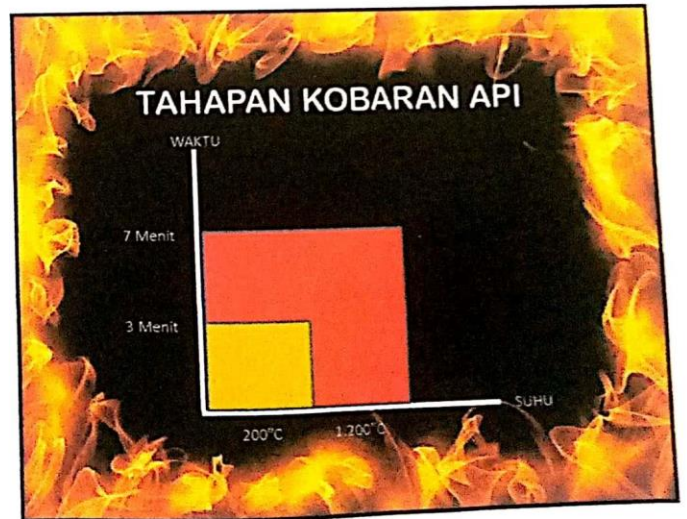 TAHAPAN KOBARAN API
WAKTU
7 Menit
3 Menit
SUHU
200°C
1.200°C